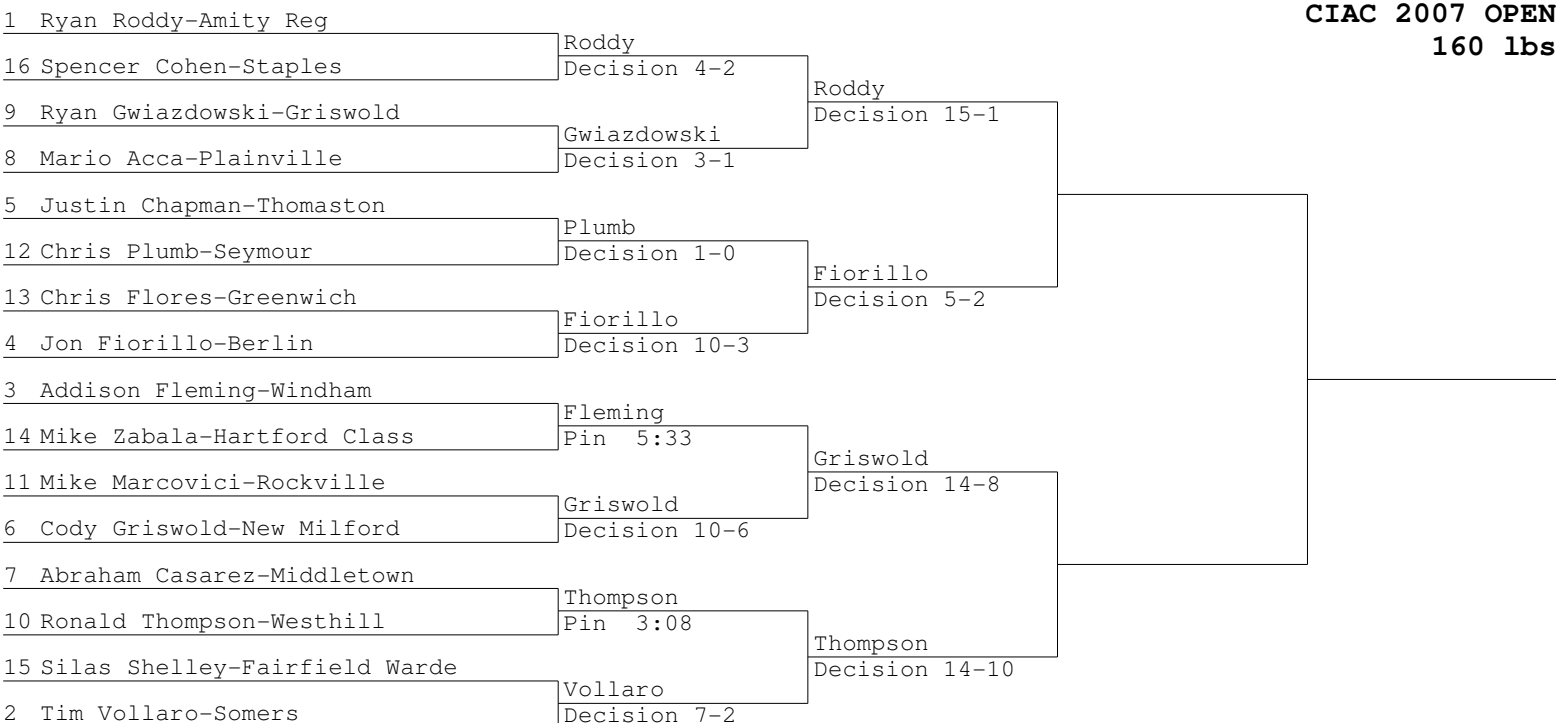 CIAC 2007 OPEN
160 lbs
1 Ryan Roddy-Amity Reg
Roddy
16 Spencer Cohen-Staples
Decision 4-2
Roddy
9 Ryan Gwiazdowski-Griswold
Decision 15-1
Gwiazdowski
8 Mario Acca-Plainville
Decision 3-1
5 Justin Chapman-Thomaston
Plumb
12 Chris Plumb-Seymour
Decision 1-0
Fiorillo
13 Chris Flores-Greenwich
Decision 5-2
Fiorillo
4 Jon Fiorillo-Berlin
Decision 10-3
3 Addison Fleming-Windham
Fleming
14 Mike Zabala-Hartford Class
Pin 5:33
Griswold
11 Mike Marcovici-Rockville
Decision 14-8
Griswold
6 Cody Griswold-New Milford
Decision 10-6
7 Abraham Casarez-Middletown
Thompson
10 Ronald Thompson-Westhill
Pin 3:08
Thompson
15 Silas Shelley-Fairfield Warde
Decision 14-10
Vollaro
2 Tim Vollaro-Somers
Decision 7-2